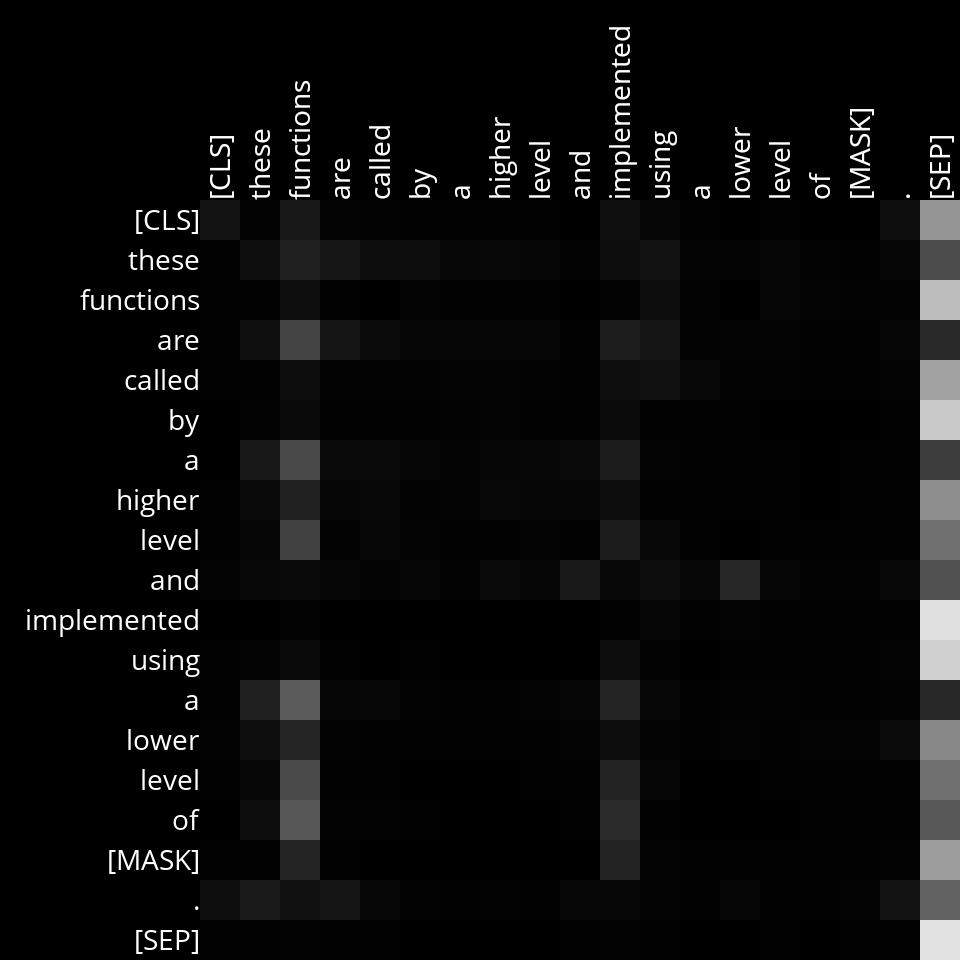 [CLS]
these
functions
are
called
by
a
higher
level
and
implemented
using
a
lower
level
of
[MASK]
.
[SEP]
[CLS]
these
functions
are
called
by
a
higher
level
and
implemented
using
a
lower
level
of
[MASK]
.
[SEP]